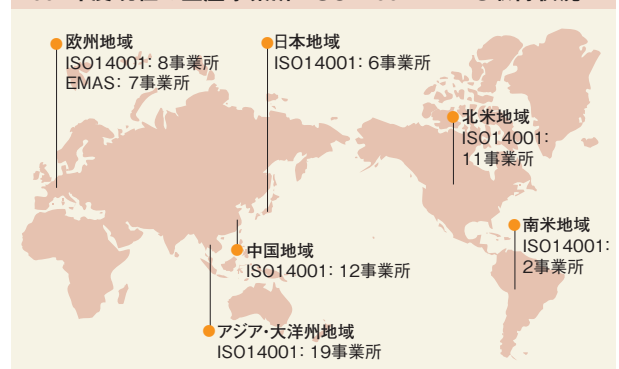 欧州地域
ISO14001：8事業所
EMAS：7事業所
日本地域
ISO14001：6事業所
北米地域
ISO14001：
11事業所
南米地域
ISO14001：
2事業所
中国地域
ISO14001：12事業所
アジア・大洋州地域
ISO14001：19事業所